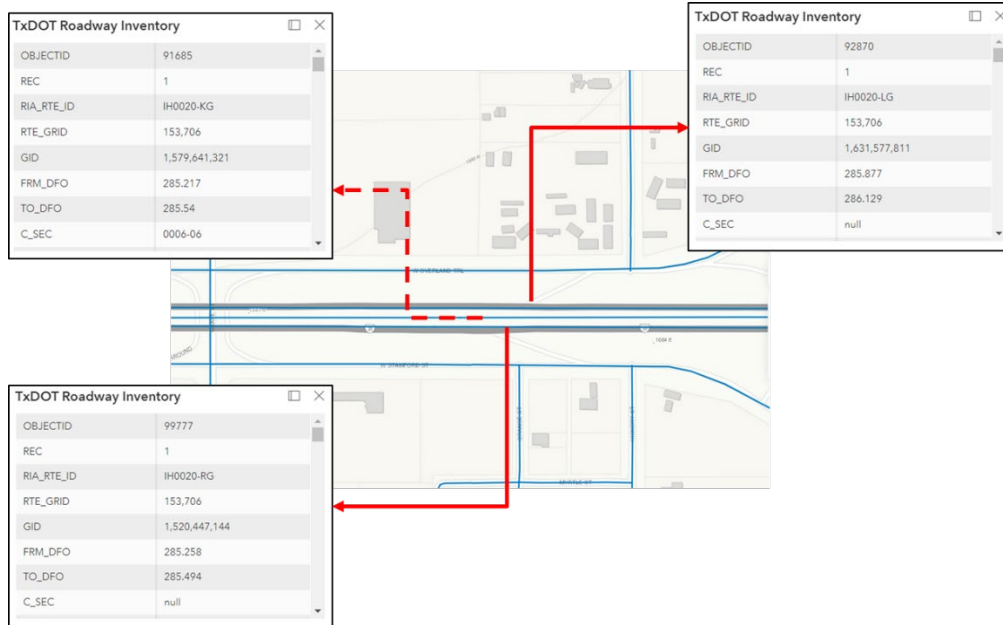 TxDOT Roadway Inventory
OBJECTID 91685
REC 1
RIA_RTE_ID IH0020-KG
RTE_GRID 153,706
GID 1,579,641,321
FRM_DFO 285.217
TO_DFO 285.54
C_SEC 0006-06
TxDOT Roadway Inventory
OBJECTID 92870
REC 1
RIA_RTE_ID IH0020-LG
RTE_GRID 153,706
GID 1,631,577,811
FRM_DFO 285.877
TO_DFO 286.129
C_SEC null
W OVERLAND TRL
W STAMFORD ST
TxDOT Roadway Inventory
OBJECTID 99777
REC 1
RIA_RTE_ID IH0020-RG
RTE_GRID 153,706
GID 1,520,447,144
FRM_DFO 285.258
TO_DFO 285.494
C_SEC null